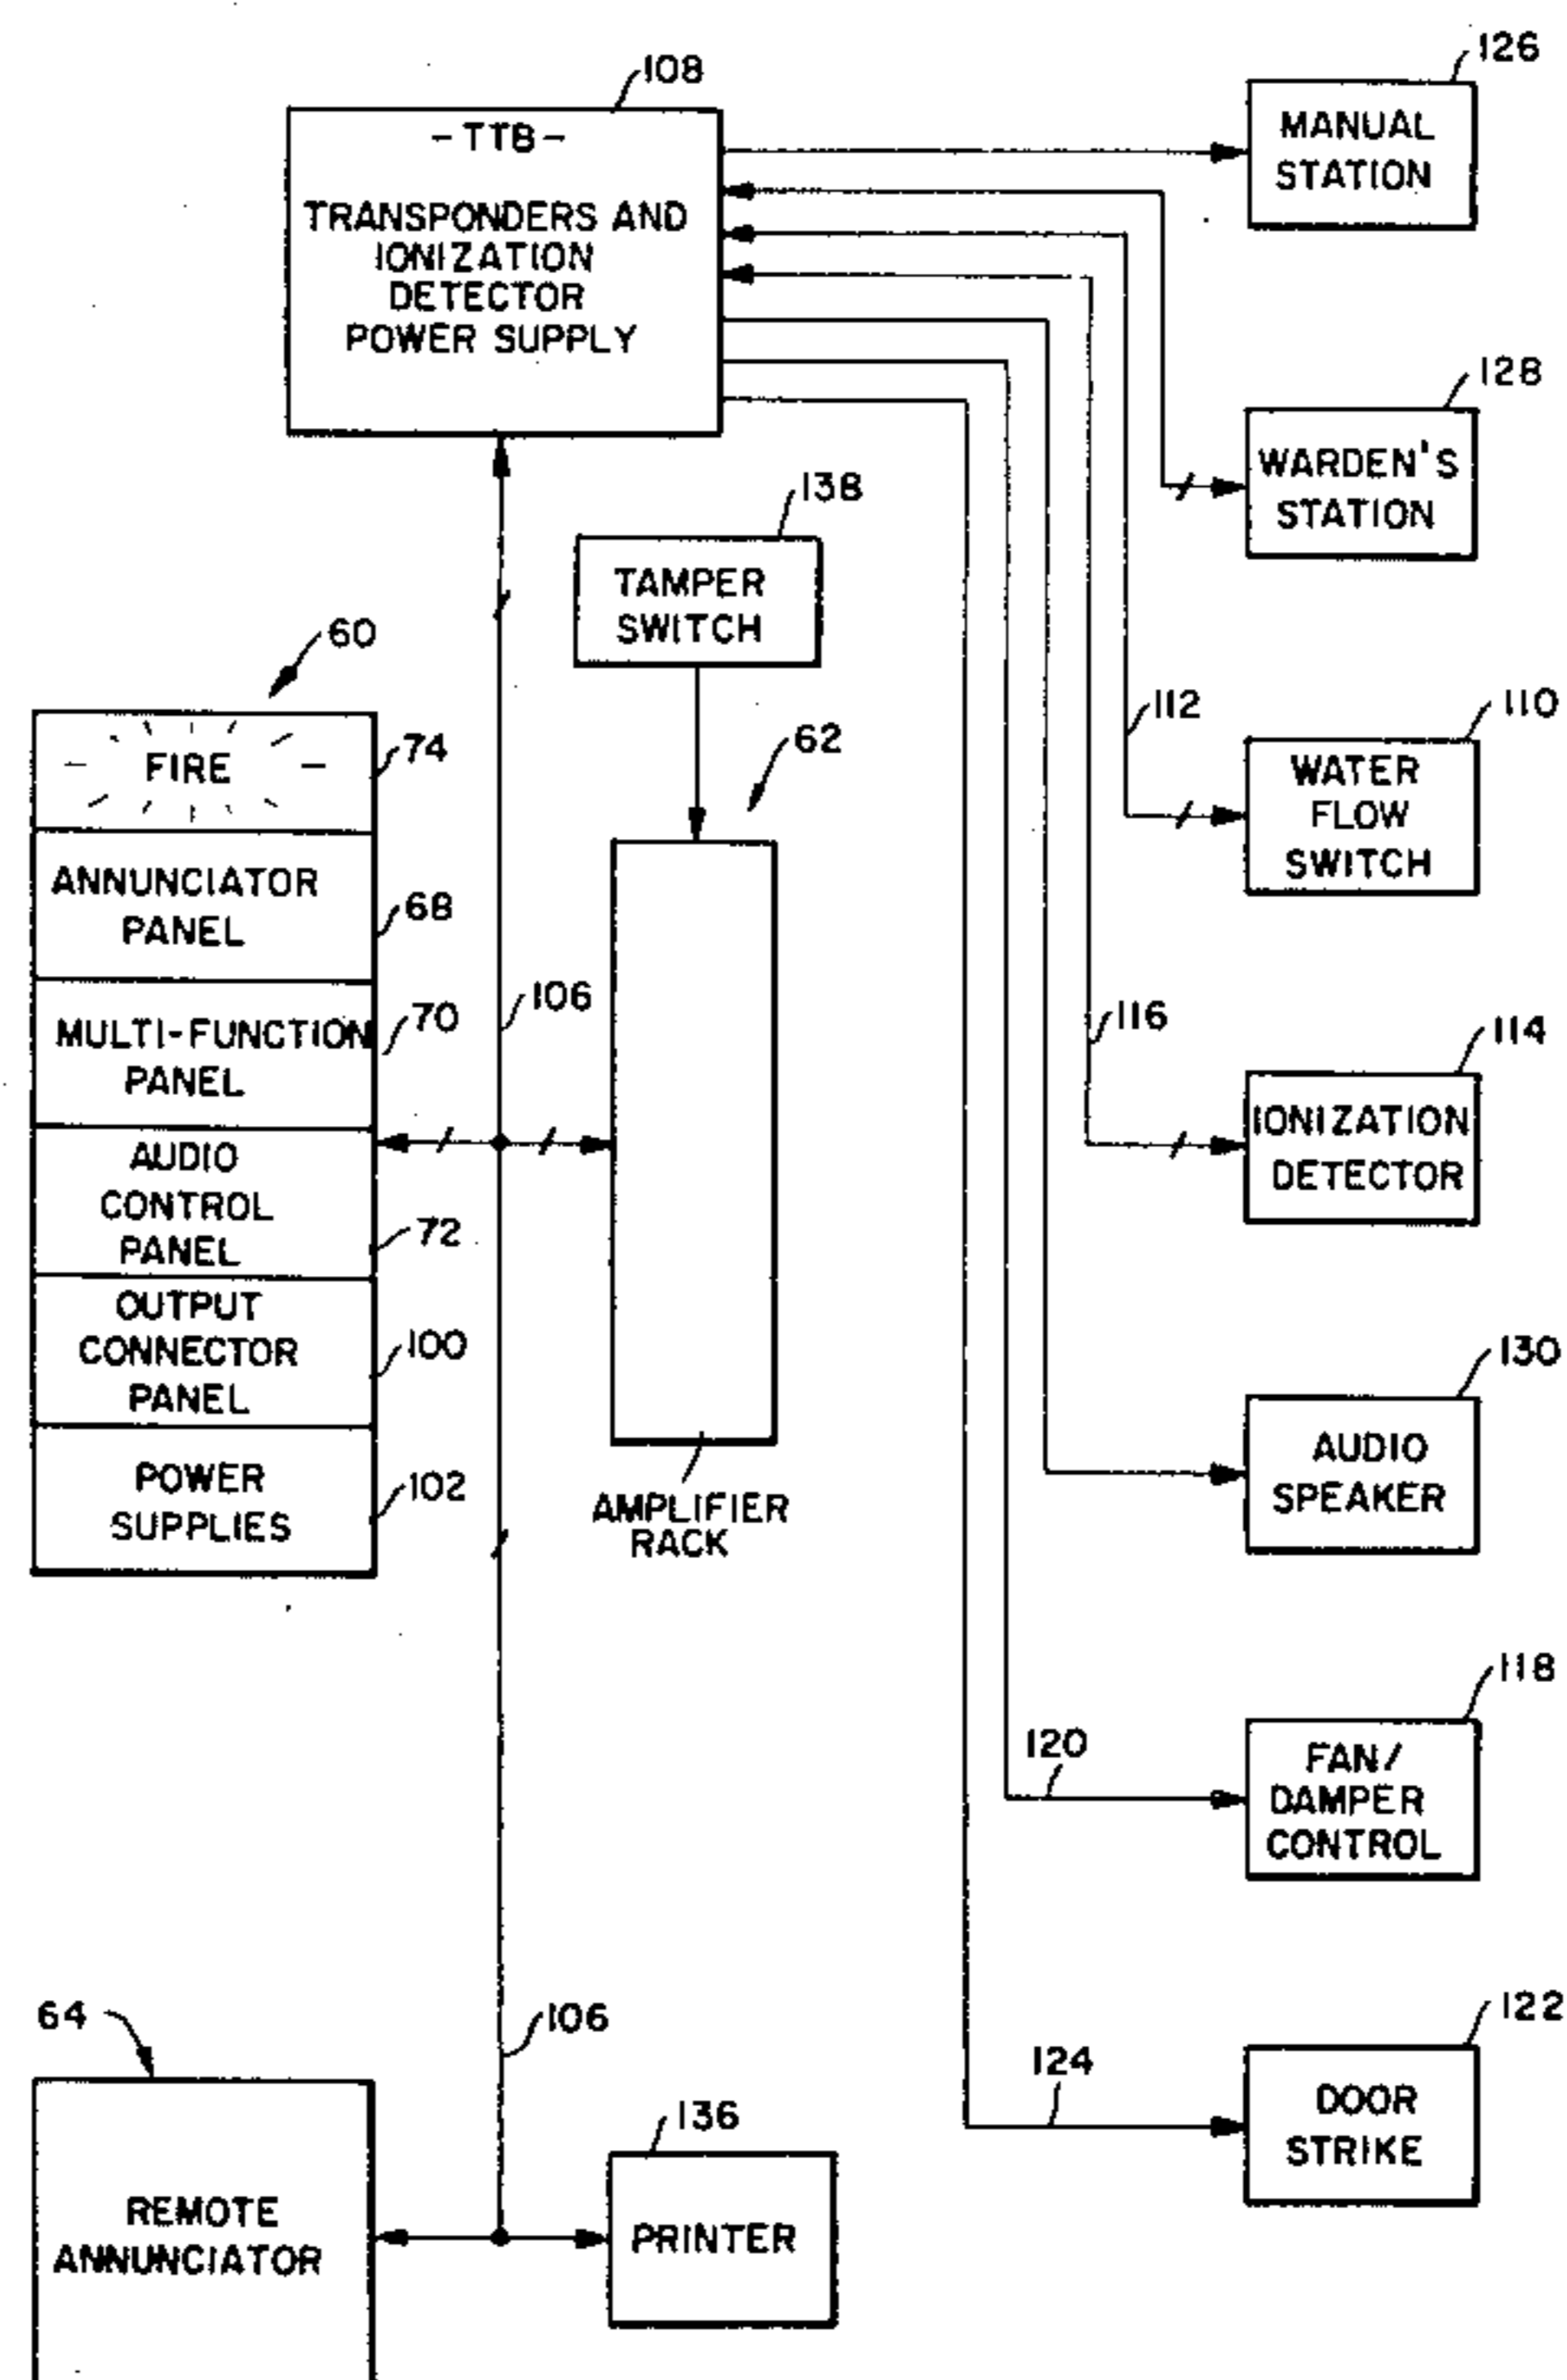 108
- TTB -
TRANSPONDERS AND
IONIZATION
DETECTOR
POWER SUPPLY
126
MANUAL
STATION
128
WARDEN'S
STATION
138
TAMPER
SWITCH
60
FIRE
74
ANNUNCIATOR
PANEL
68
MULTI-FUNCTION
PANEL
70
AUDIO
CONTROL
PANEL
72
OUTPUT
CONNECTOR
PANEL
100
POWER
SUPPLIES
102
62
AMPLIFIER
RACK
106
112
110
WATER
FLOW
SWITCH
116
114
IONIZATION
DETECTOR
130
AUDIO
SPEAKER
118
120
FAN/
DAMPER
CONTROL
122
124
DOOR
STRIKE
64
REMOTE
ANNUNCIATOR
106
136
PRINTER